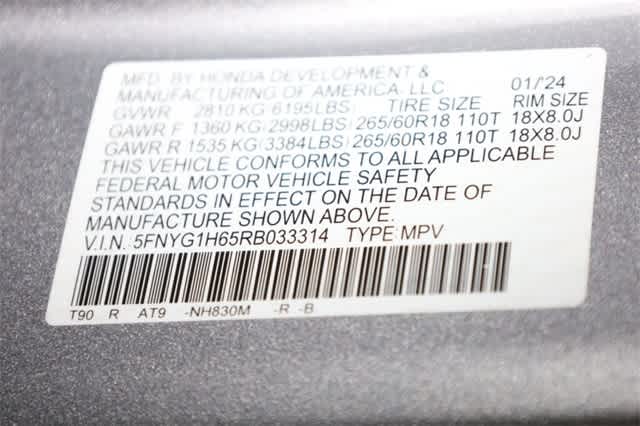 MFD. BY HONDA DEVELOPMENT &
MANUFACTURING OF AMERICA. LLC 01/'24
GVWR 2810 KG(6195LBS) TIRE SIZE RIM SIZE
GAWR F 1360 KG(2998LBS) 265/60R18 110T 18X8.0J
GAWR R 1535 KG(3384LBS) 265/60R18 110T 18X8.0J
THIS VEHICLE CONFORMS TO ALL APPLICABLE
FEDERAL MOTOR VEHICLE SAFETY
STANDARDS IN EFFECT ON THE DATE OF
MANUFACTURE SHOWN ABOVE.
V.I.N. 5FNYG1H65RB033314 TYPE: MPV
T90 R AT9 -NH830M -R -B